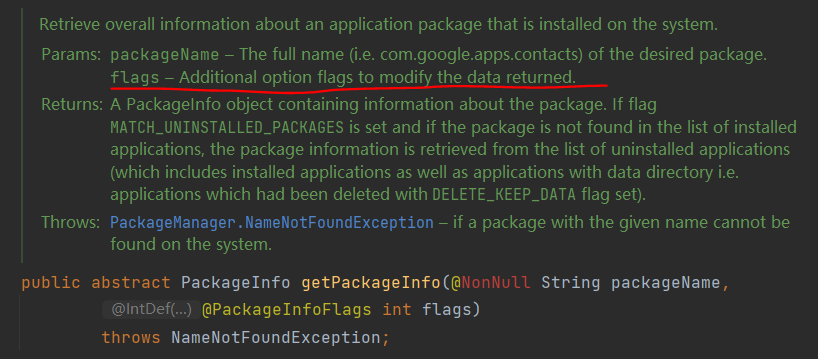 Retrieve overall information about an application package that is installed on the system.
Params: packageName – The full name (i.e. com.google.apps.contacts) of the desired package.
flags – Additional option flags to modify the data returned.
Returns: A PackageInfo object containing information about the package. If flag
MATCH_UNINSTALLED_PACKAGES is set and if the package is not found in the list of installed
applications, the package information is retrieved from the list of uninstalled applications
(which includes installed applications as well as applications with data directory i.e.
applications which had been deleted with DELETE_KEEP_DATA flag set).
Throws: PackageManager.NameNotFoundException – if a package with the given name cannot be
found on the system.
public abstract PackageInfo getPackageInfo(@NonNull String packageName,
@IntDef(...) @PackageInfoFlags int flags)
throws NameNotFoundException;